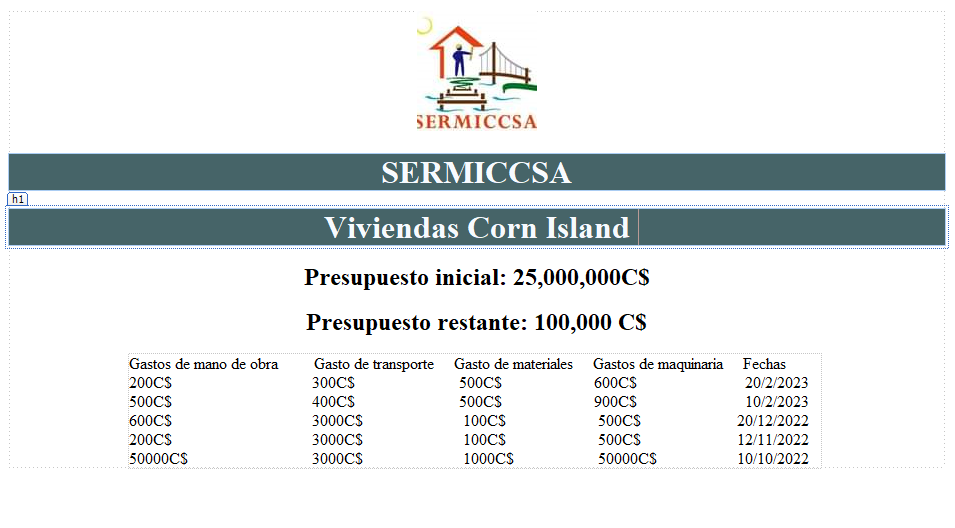 SERMICCSA
SERMICCSA
h1
Viviendas Corn Island
Presupuesto inicial: 25,000,000C$
Presupuesto restante: 100,000 C$
Gastos de mano de obra Gasto de transporte Gasto de materiales Gastos de maquinaria Fechas
200C$ 300C$ 500C$ 600C$ 20/2/2023
500C$ 400C$ 500C$ 900C$ 10/2/2023
600C$ 3000C$ 100C$ 500C$ 20/12/2022
200C$ 3000C$ 100C$ 500C$ 12/11/2022
50000C$ 3000C$ 1000C$ 50000C$ 10/10/2022